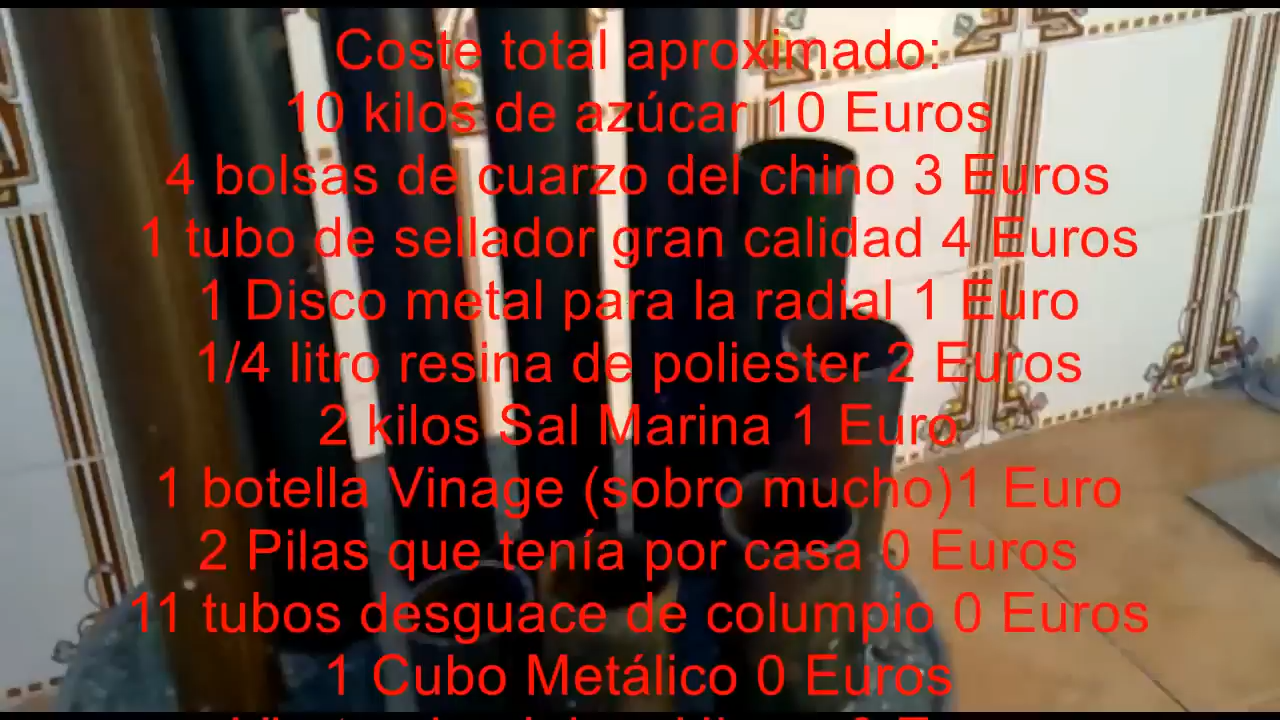 Coste total aproximado:
10 kilos de azúcar 10 Euros
4 bolsas de cuarzo del chino 3 Euros
1 tubo de sellador gran calidad 4 Euros
1 Disco metal para la radial 1 Euro
1/4 litro resina de poliester 2 Euros
2 kilos Sal Marina 1 Euro
1 botella Vinage (sobro mucho)1 Euro
2 Pilas que tenía por casa 0 Euros
11 tubos desguace de columpio 0 Euros
1 Cubo Metálico 0 Euros